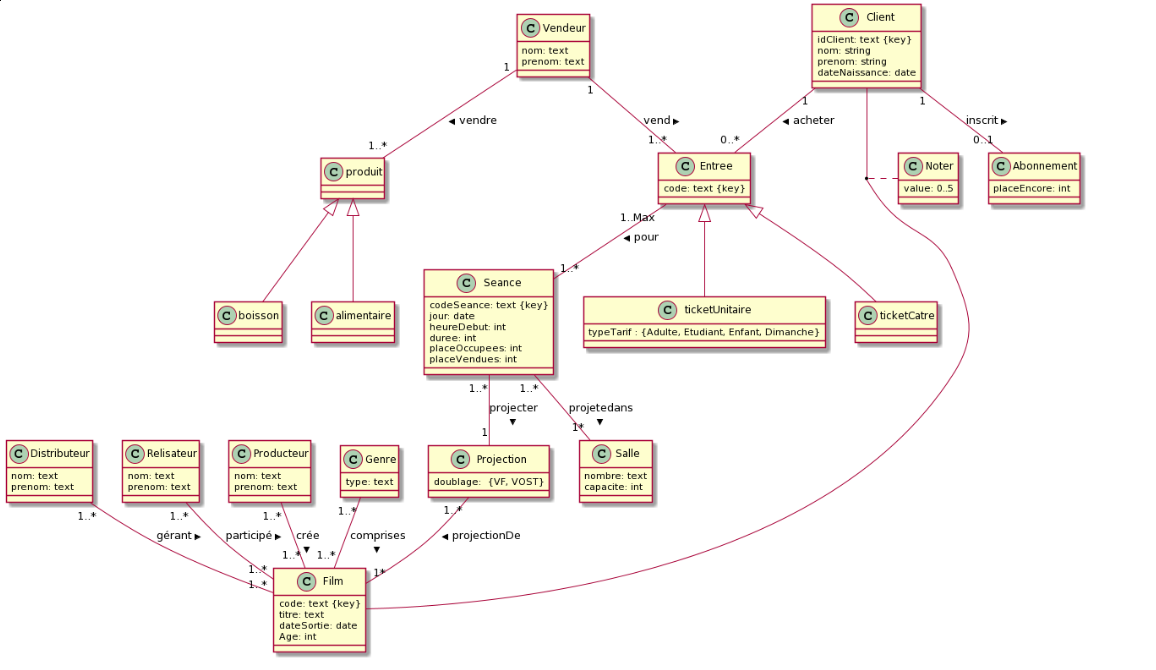 C Vendeur
nom: text
prenom: text
C Client
idClient: text {key}
nom: string
prenom: string
dateNaissance: date
1
1
1
1
vendre
vend
acheter
inscrit
1..*
1..*
0..*
0..1
C produit
C Entree
code: text {key}
C Noter
value: 0..5
C Abonnement
placeEncore: int
1..Max
pour
1..*
C boisson
C alimentaire
C Seance
codeSeance: text {key}
jour: date
heureDebut: int
duree: int
placeOccupees: int
placeVendues: int
C ticketUnitaire
typeTarif : {Adulte, Etudiant, Enfant, Dimanche}
C ticketCatre
1..*
1..*
projecter
projetedans
1
1*
C Distributeur
nom: text
prenom: text
C Relisateur
nom: text
prenom: text
C Producteur
nom: text
prenom: text
C Genre
type: text
C Projection
doublage: {VF, VOST}
C Salle
nombre: text
capacite: int
1..*
1..*
1..*
1..*
1..*
gérant
participé
crée
comprises
projectionDe
1..*
1..*
1..*
1..*
1*
C Film
code: text {key}
titre: text
dateSortie: date
Age: int